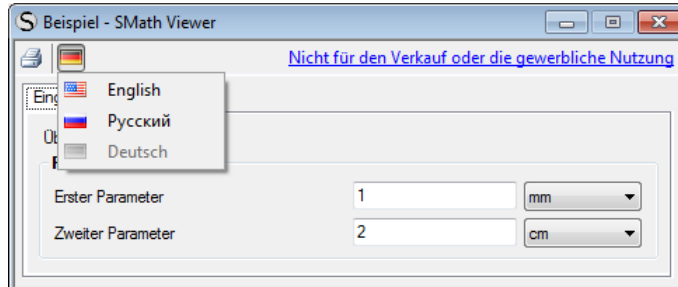 Beispiel - SMath Viewer
Nicht für den Verkauf oder die gewerbliche Nutzung
English
Русский
Deutsch
Erster Parameter 1 mm
Zweiter Parameter 2 cm